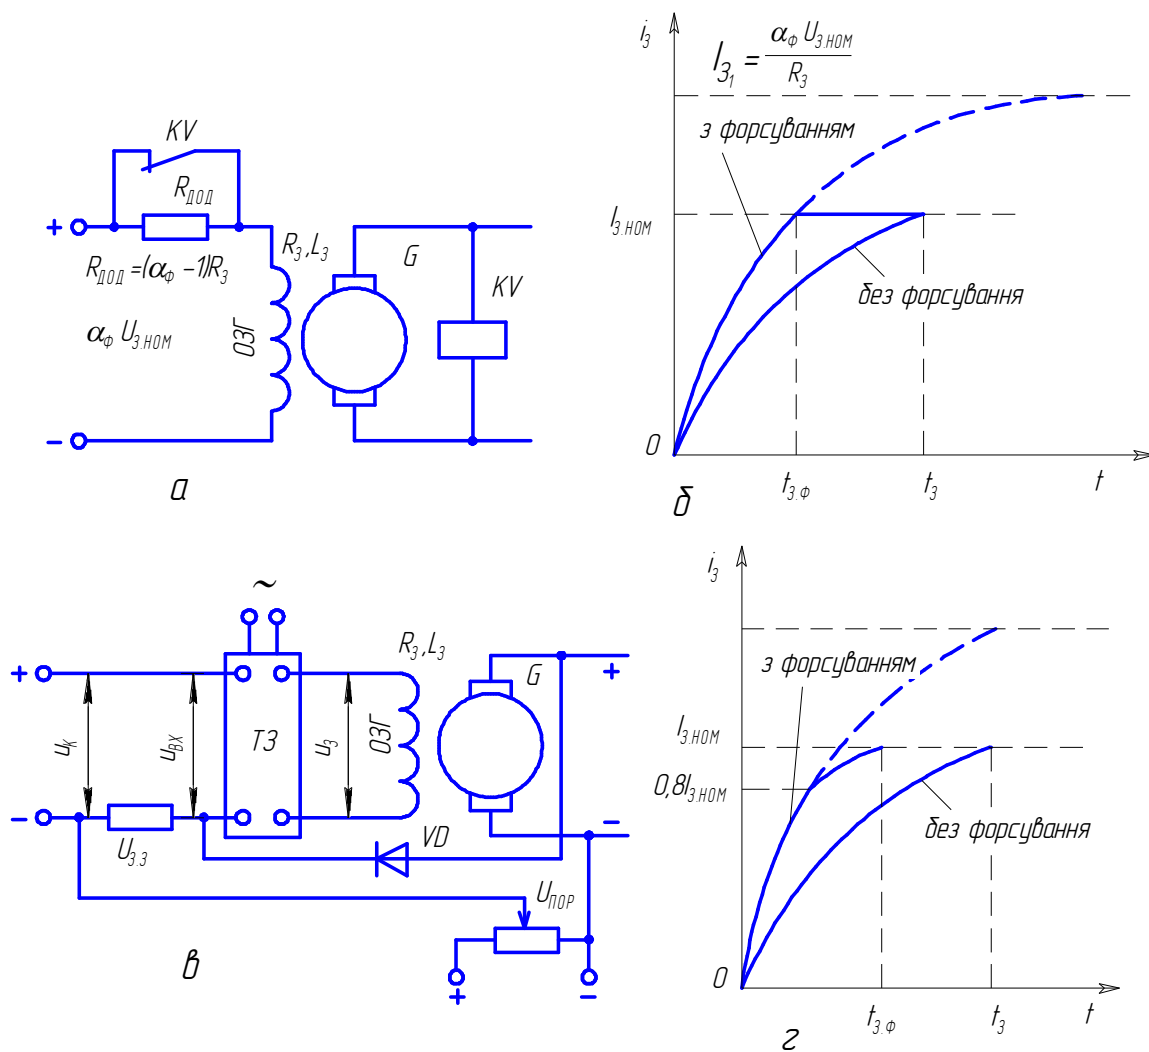 KV
R_ДОД
+
R_ДОД = (α_Ф – 1)R_З
α_Ф U_З.НОМ
–
R_З, L_З
ОЗГ
G
KV
а
i_З
I_З₁ = α_Ф U_З.НОМ / R_З
з форсуванням
I_З.НОМ
без форсування
0
t_З.Ф
t_З
t
б
~
+
–
u_К
u_ВХ
ТЗ
u_З
R_З, L_З
ОЗГ
G
+
–
U_З.З
VD
U_ПОР
+
–
в
i_З
з форсуванням
I_З.НОМ
0,8I_З.НОМ
без форсування
0
t_З.Ф
t_З
t
г